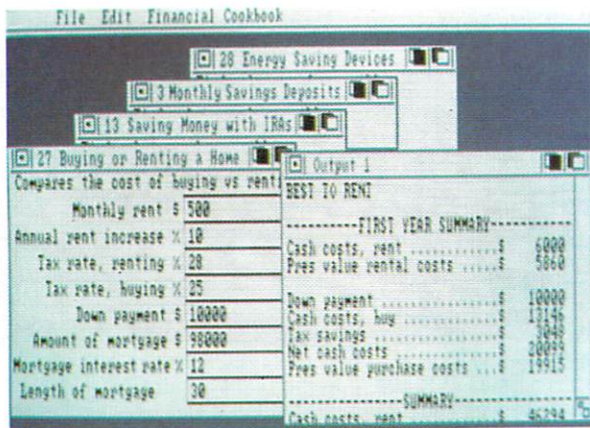 File Edit Financial Cookbook
28 Energy Saving Devices
3 Monthly Savings Deposits
13 Saving Money with IRAs
27 Buying or Renting a Home
Compares the cost of buying vs rent
Monthly rent $ 500
Annual rent increase % 10
Tax rate, renting % 28
Tax rate, buying % 25
Down payment $ 10000
Amount of mortgage $ 98000
Mortgage interest rate % 12
Length of mortgage 30
Output 1
BEST TO RENT
----------FIRST YEAR SUMMARY----------
Cash costs, rent ............$ 6000
Pres value rental costs .....$ 5860
Down payment ................$ 10000
Cash costs, buy .............$ 13146
Tax savings .................$ 3048
Net cash costs ..............$ 20099
Pres value purchase costs ...$ 19915
----------SUMMARY----------
Cash costs, rent ............$ 46294